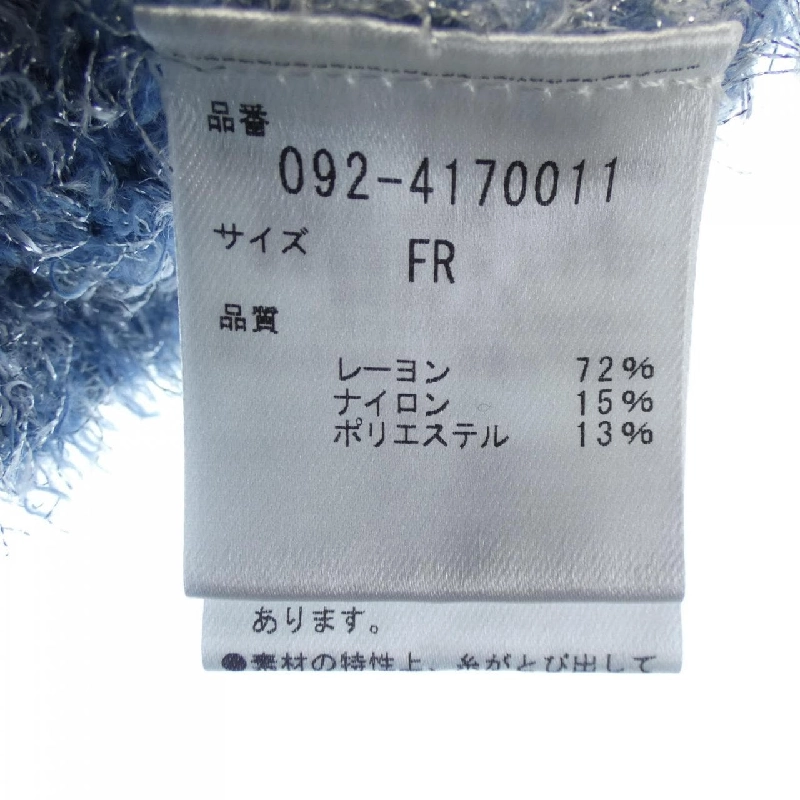 品番
092-4170011
サイズ FR
品質
レーヨン 72%
ナイロン 15%
ポリエステル 13%
あります。
●素材の特性上、糸がとび出して